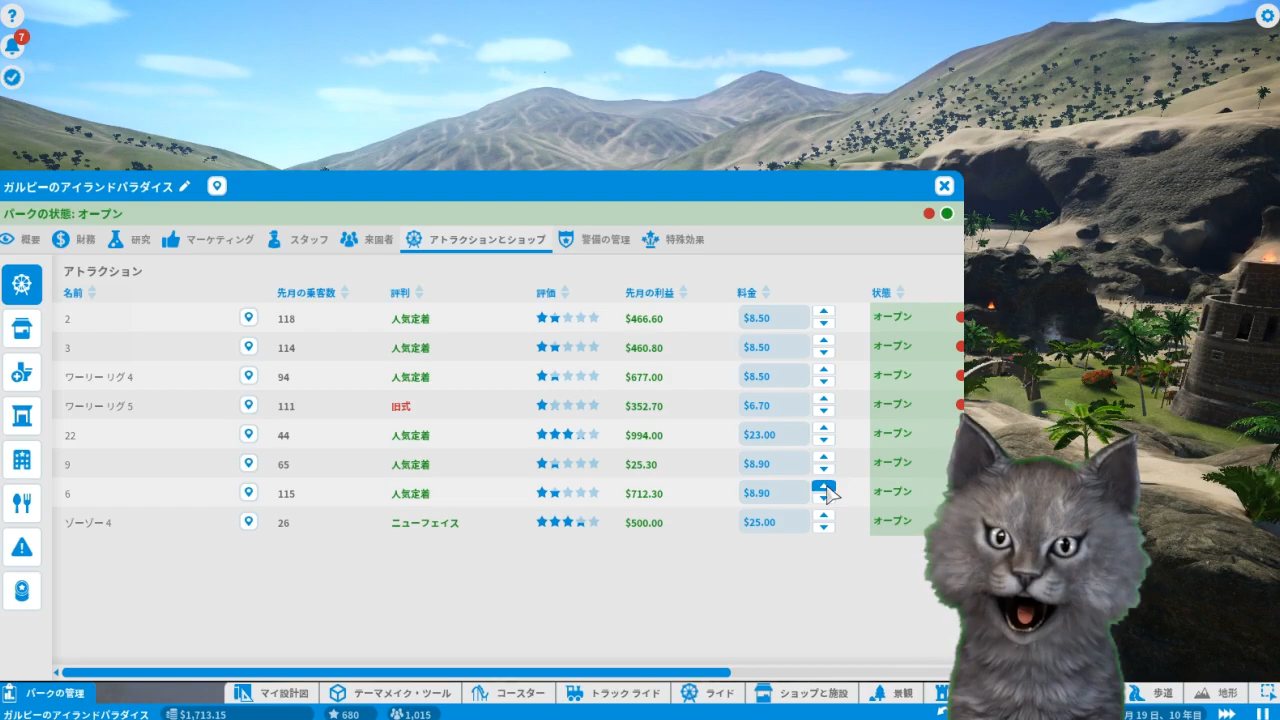 ?
7
ガルピーのアイランドパラダイス
パークの状態: オープン
概要 財務 研究 マーケティング スタッフ 来園者 アトラクションとショップ 警備の管理 特殊効果
アトラクション
名前 先月の乗客数 評判 評価 先月の利益 料金 状態
2 118 人気定着 $466.60 $8.50 オープン
3 114 人気定着 $460.80 $8.50 オープン
ワーリー リグ 4 94 人気定着 $677.00 $8.50 オープン
ワーリー リグ 5 111 旧式 $352.70 $6.70 オープン
22 44 人気定着 $994.00 $23.00 オープン
9 65 人気定着 $25.30 $8.90 オープン
6 115 人気定着 $712.30 $8.90 オープン
ゾーゾー 4 26 ニューフェイス $500.00 $25.00 オープン
パークの管理 マイ設計図 テーマメイク・ツール コースター トラック ライド ライド ショップと施設 景観 歩道 地形
ガルピーのアイランドパラダイス $1,713.15 680 1,015 月 19 日、10 年目